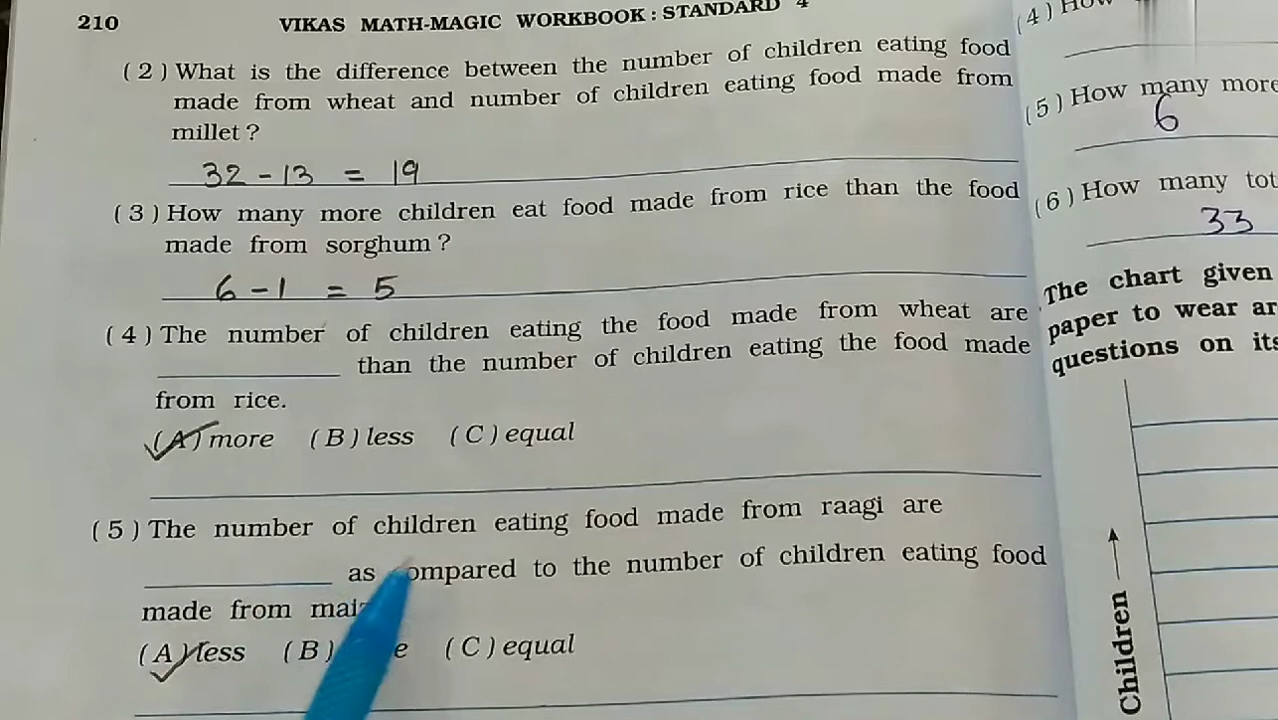 210 VIKAS MATH-MAGIC WORKBOOK : STANDARD 4
( 2 ) What is the difference between the number of children eating food
made from wheat and number of children eating food made from
millet ?
32 - 13 = 19
( 3 ) How many more children eat food made from rice than the food
made from sorghum ?
6 - 1 = 5
( 4 ) The number of children eating the food made from wheat are
than the number of children eating the food made
from rice.
( A ) more ( B ) less ( C ) equal
( 5 ) The number of children eating food made from raagi are
as compared to the number of children eating food
made from
( A ) less ( B ) ( C ) equal
( 4 ) How
( 5 ) How many more
6
( 6 ) How many tot
33
The chart given
paper to wear ar
questions on its
Children